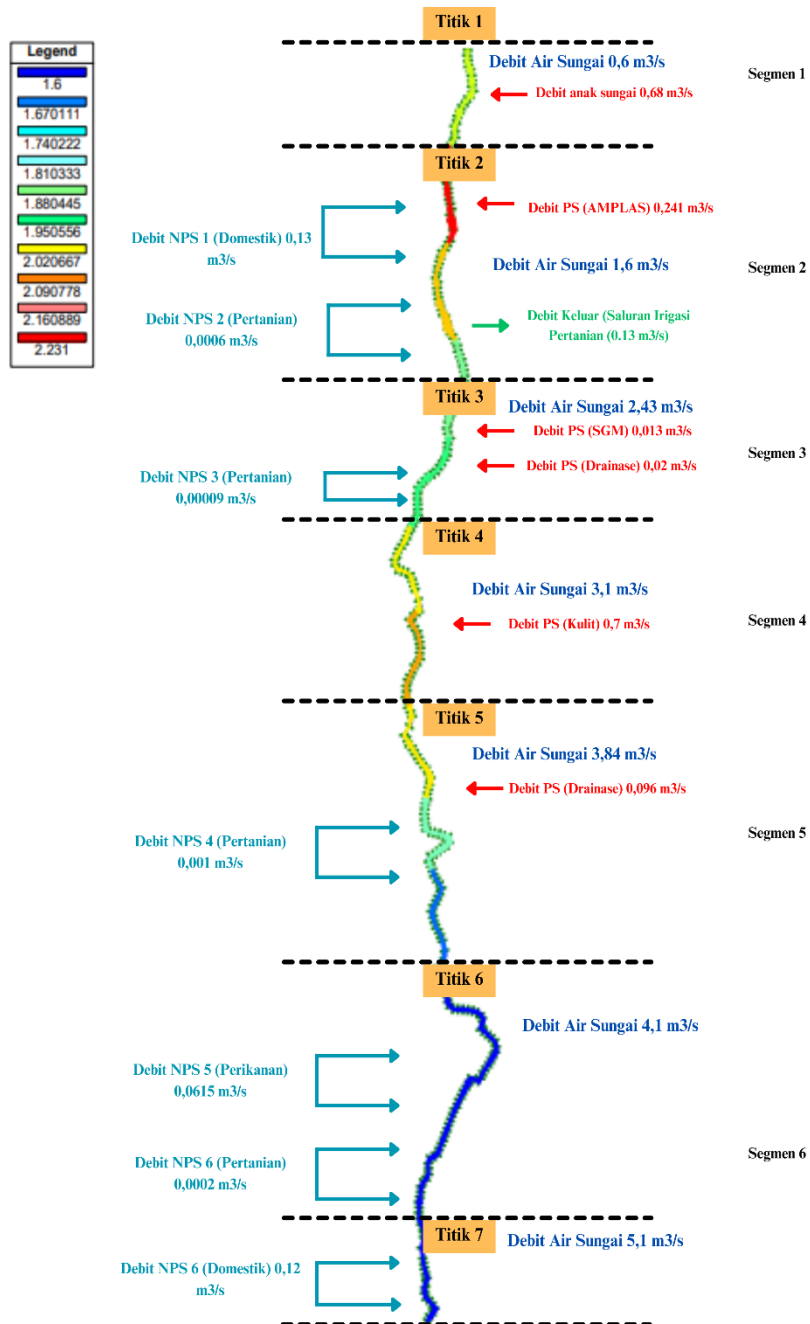 Titik 1
Legend
1.6
1.670111
1.740222
1.810333
1.880445
1.950556
2.020667
2.090778
2.160889
2.231
Debit Air Sungai 0,6 m3/s
Segmen 1
Debit anak sungai 0,68 m3/s
Titik 2
Debit PS (AMPLAS) 0,241 m3/s
Debit NPS 1 (Domestik) 0,13
m3/s
Debit Air Sungai 1,6 m3/s
Segmen 2
Debit NPS 2 (Pertanian)
0,0006 m3/s
Debit Keluar (Saluran Irigasi
Pertanian (0.13 m3/s)
Titik 3
Debit Air Sungai 2,43 m3/s
Debit PS (SGM) 0,013 m3/s
Segmen 3
Debit PS (Drainase) 0,02 m3/s
Debit NPS 3 (Pertanian)
0,00009 m3/s
Titik 4
Debit Air Sungai 3,1 m3/s
Debit PS (Kulit) 0,7 m3/s
Segmen 4
Titik 5
Debit Air Sungai 3,84 m3/s
Debit PS (Drainase) 0,096 m3/s
Debit NPS 4 (Pertanian)
0,001 m3/s
Segmen 5
Titik 6
Debit Air Sungai 4,1 m3/s
Debit NPS 5 (Perikanan)
0,0615 m3/s
Debit NPS 6 (Pertanian)
0,0002 m3/s
Segmen 6
Titik 7
Debit Air Sungai 5,1 m3/s
Debit NPS 6 (Domestik) 0,12
m3/s